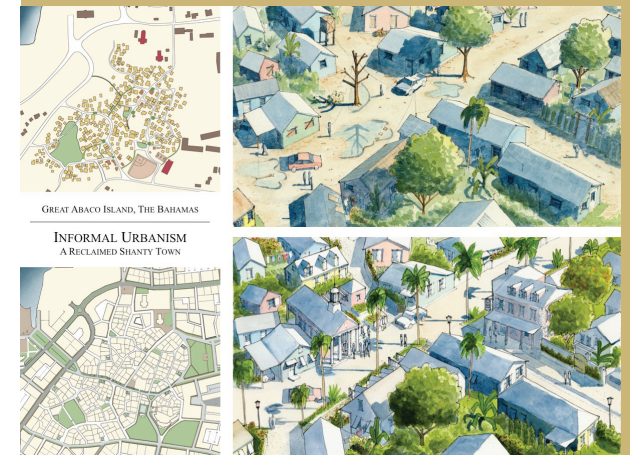 GREAT ABACO ISLAND, THE BAHAMAS
INFORMAL URBANISM
A RECLAIMED SHANTY TOWN